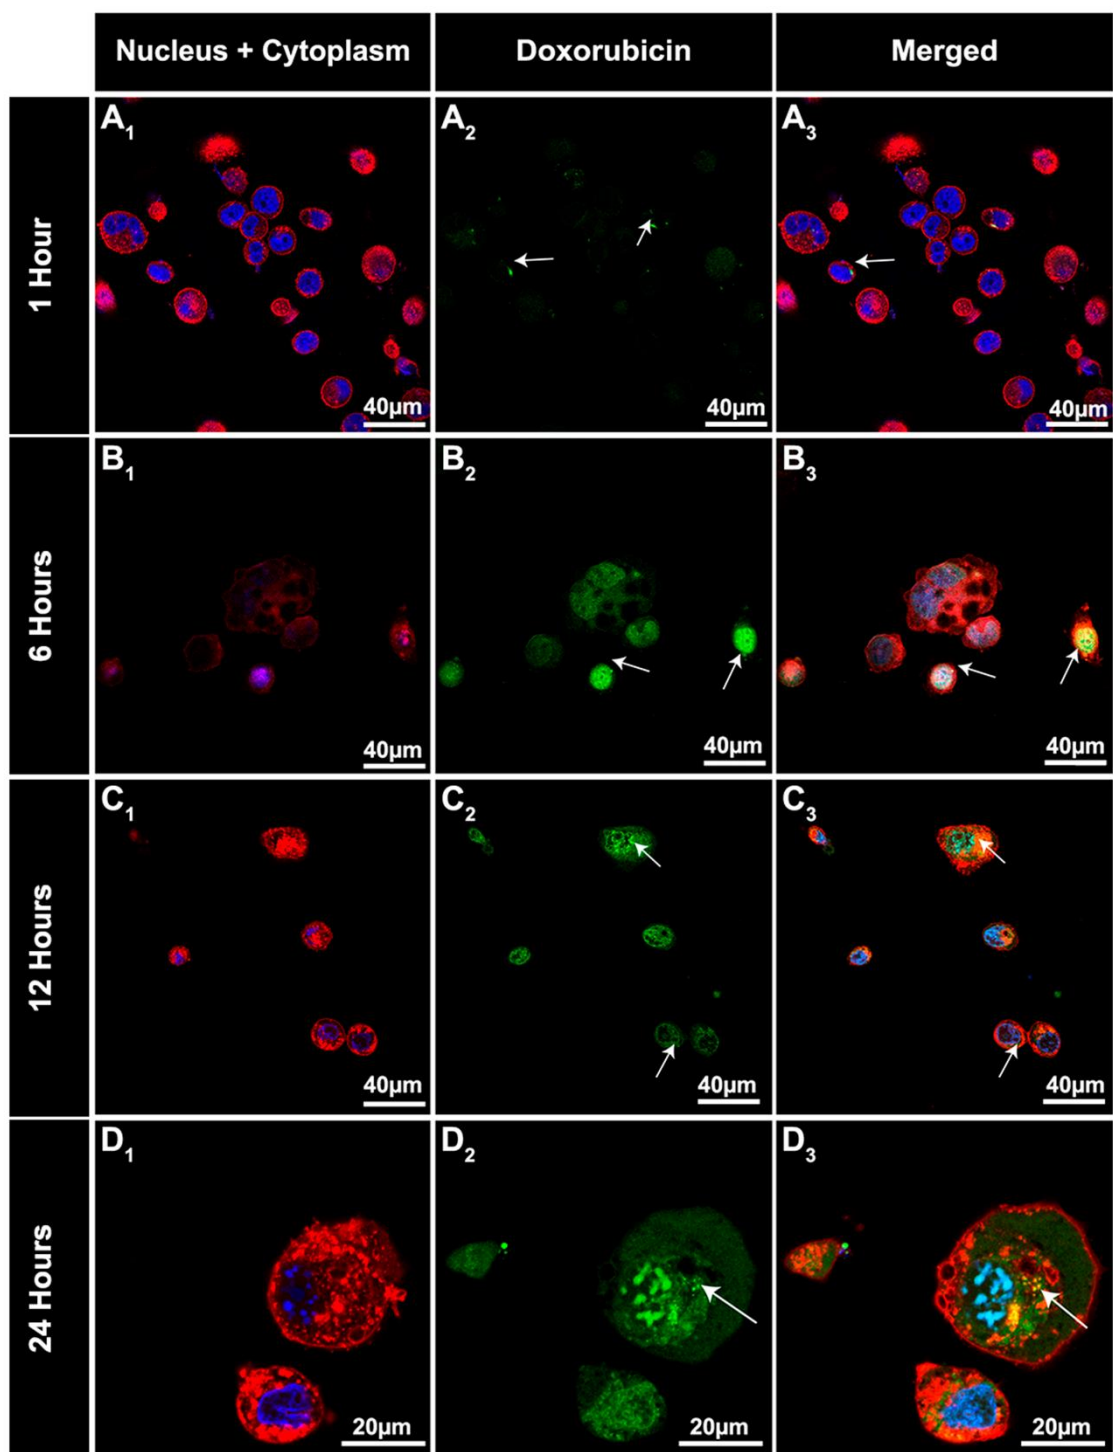 Nucleus + Cytoplasm Doxorubicin Merged
1 Hour
A1 A2 A3
40µm 40µm 40µm
6 Hours
B1 B2 B3
40µm 40µm 40µm
12 Hours
C1 C2 C3
40µm 40µm 40µm
24 Hours
D1 D2 D3
20µm 20µm 20µm